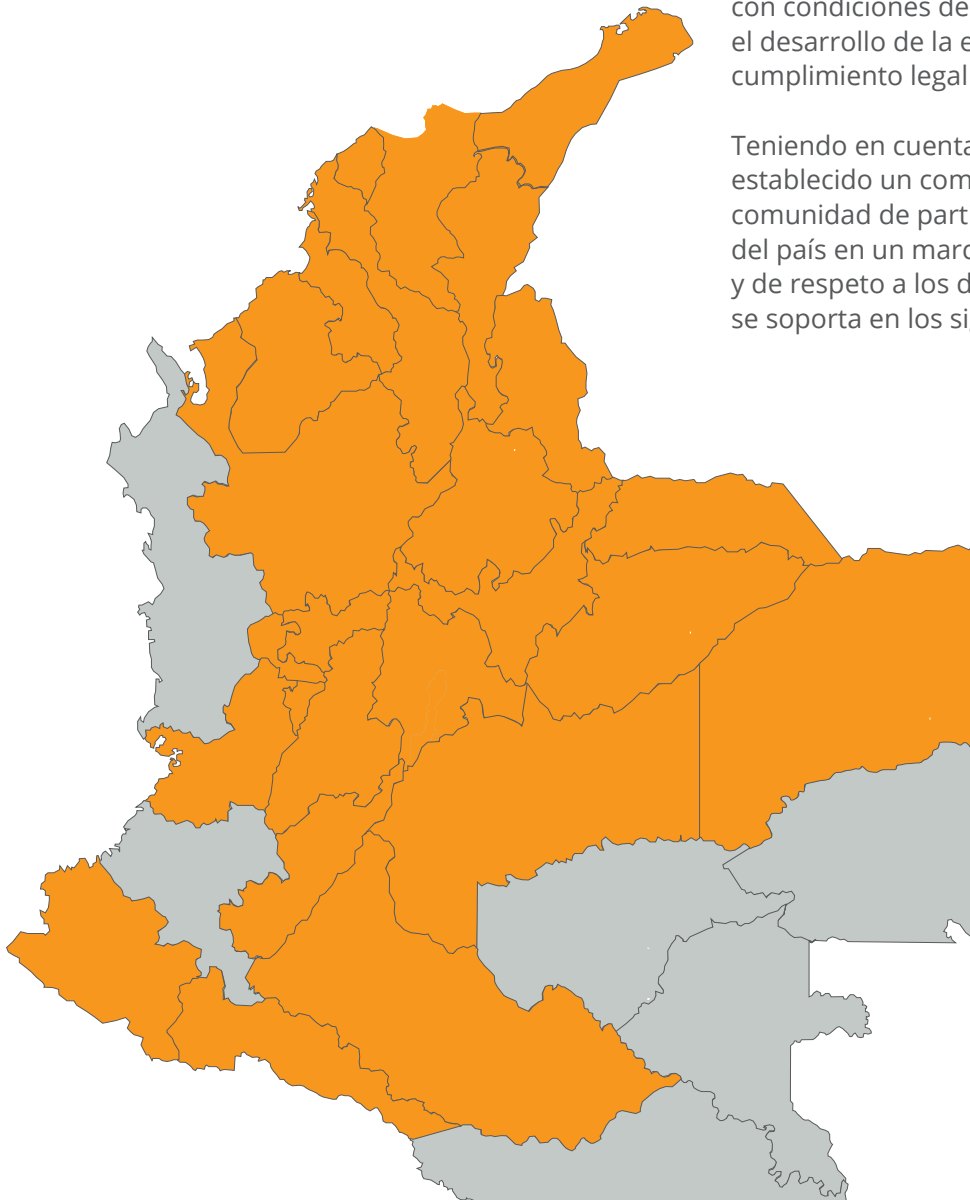 con condiciones de
el desarrollo de la e
cumplimiento legal
Teniendo en cuenta
establecido un com
comunidad de part
del país en un marc
y de respeto a los d
se soporta en los si